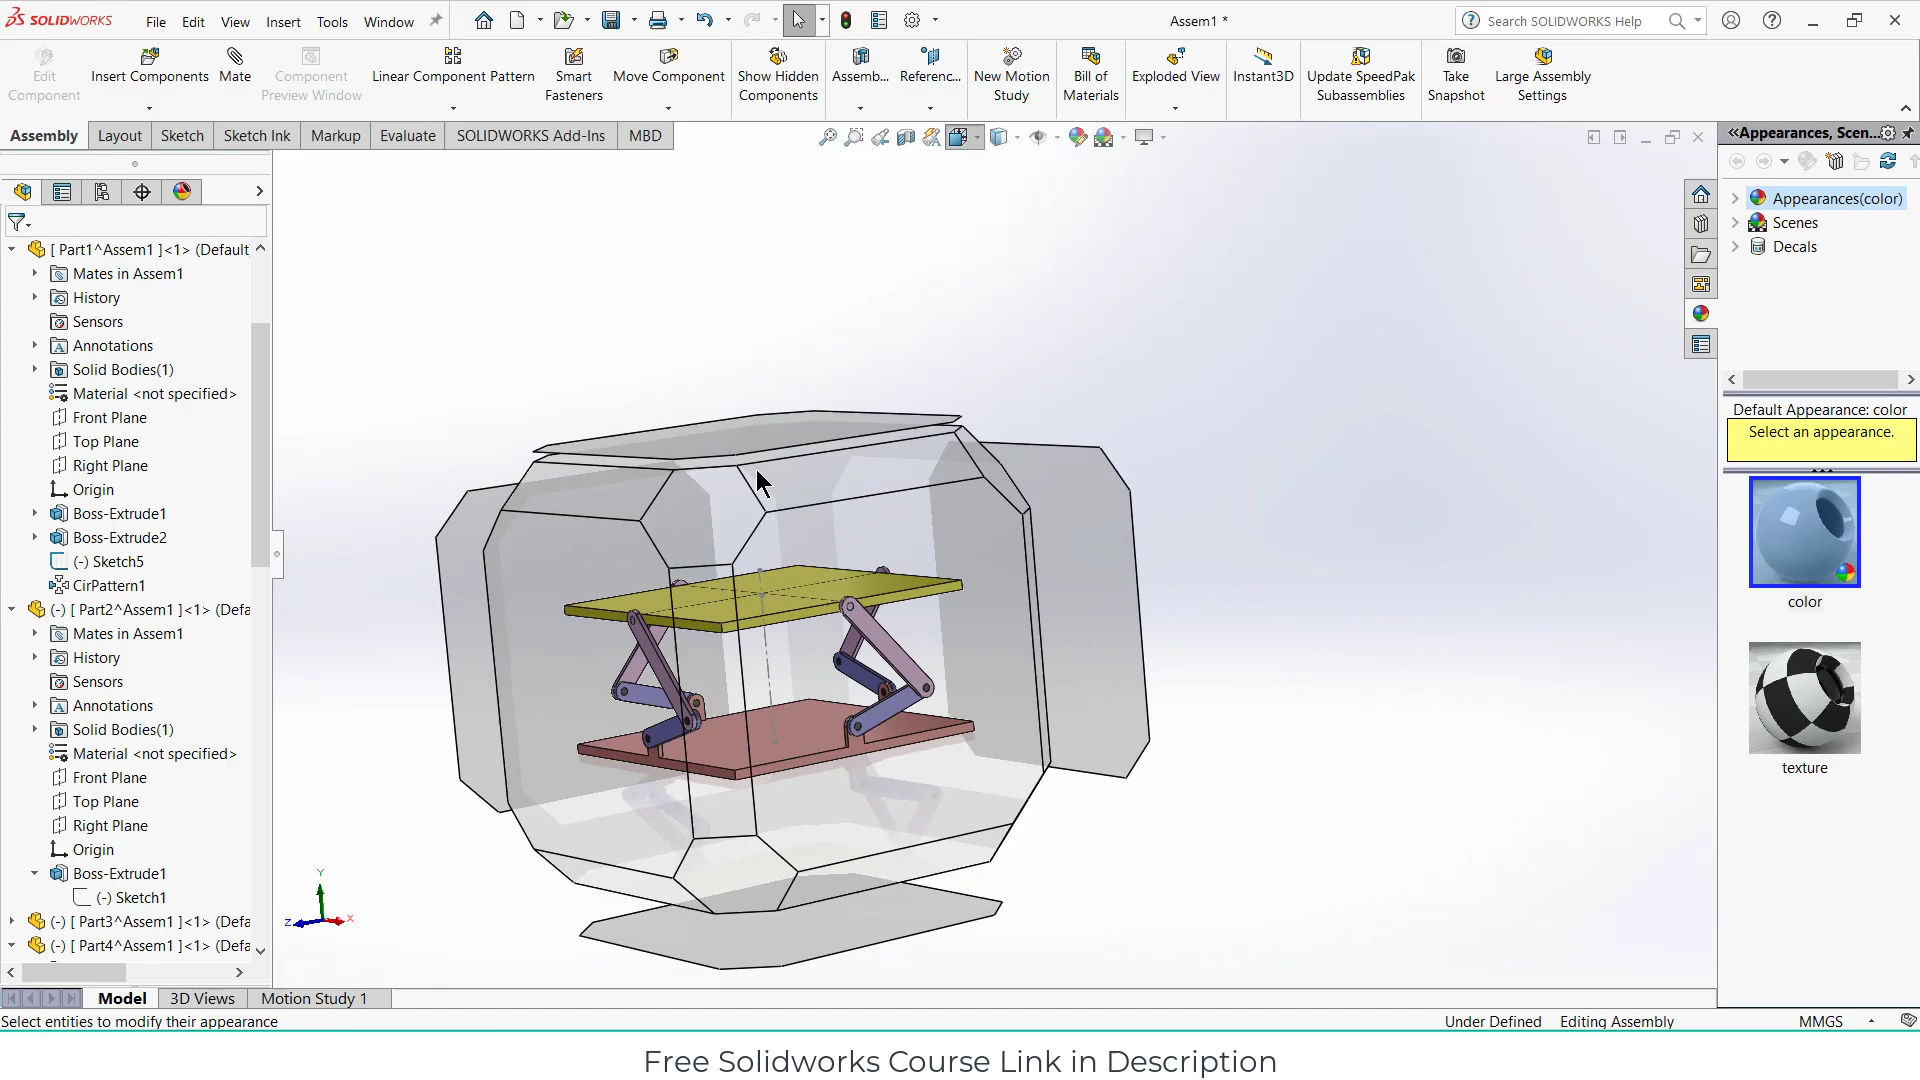 SOLIDWORKS File Edit View Insert Tools Window Assem1 * Search SOLIDWORKS Help
Edit Component
Insert Components
Mate
Component Preview Window
Linear Component Pattern
Smart Fasteners
Move Component
Show Hidden Components
Assemb...
Referenc...
New Motion Study
Bill of Materials
Exploded View
Instant3D
Update SpeedPak Subassemblies
Take Snapshot
Large Assembly Settings
Assembly Layout Sketch Sketch Ink Markup Evaluate SOLIDWORKS Add-Ins MBD
[ Part1^Assem1 ]<1> (Default
Mates in Assem1
History
Sensors
Annotations
Solid Bodies(1)
Material <not specified>
Front Plane
Top Plane
Right Plane
Origin
Boss-Extrude1
Boss-Extrude2
(-) Sketch5
CirPattern1
(-) [ Part2^Assem1 ]<1> (Defa
Mates in Assem1
History
Sensors
Annotations
Solid Bodies(1)
Material <not specified>
Front Plane
Top Plane
Right Plane
Origin
Boss-Extrude1
(-) Sketch1
(-) [ Part3^Assem1 ]<1> (Defa
(-) [ Part4^Assem1 ]<1> (Defa
Y
Z X
Appearances, Scen...
Appearances(color)
Scenes
Decals
Default Appearance: color
Select an appearance.
color
texture
Model 3D Views Motion Study 1
Select entities to modify their appearance Under Defined Editing Assembly MMGS
Free Solidworks Course Link in Description